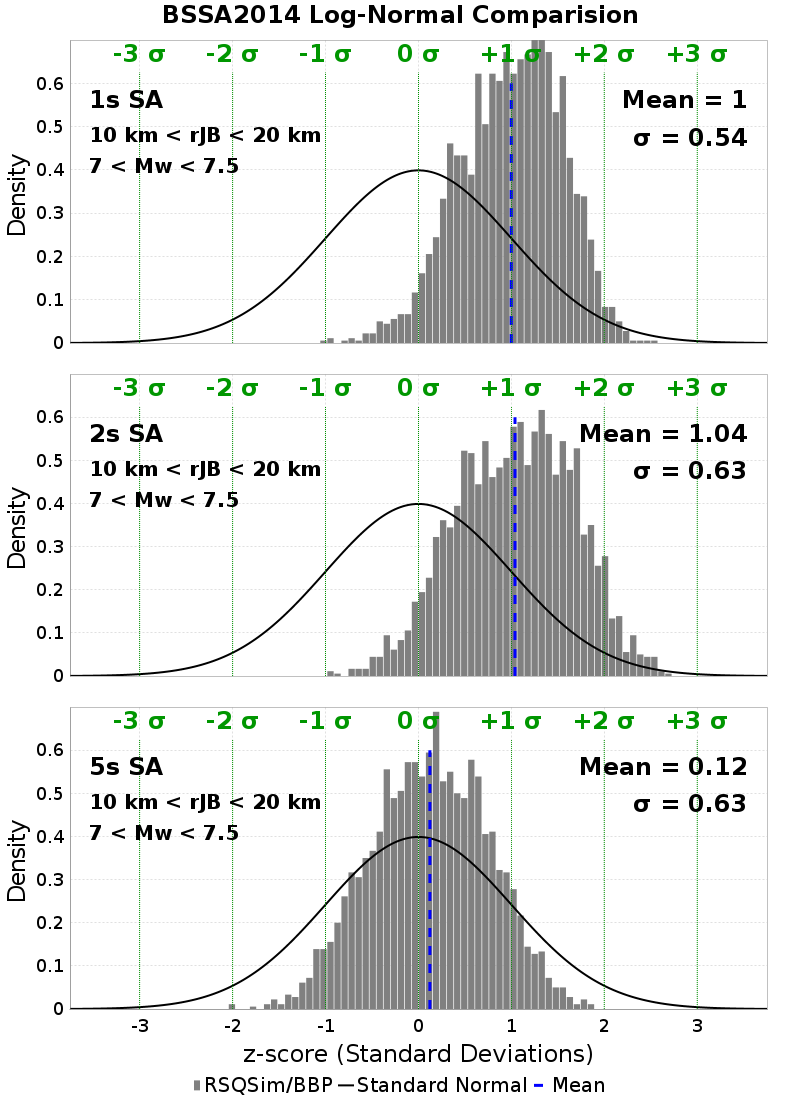 BSSA2014 Log-Normal Comparision
-3 σ -2 σ -1 σ 0 σ +1 σ +2 σ +3 σ
1s SA
10 km < rJB < 20 km
7 < Mw < 7.5
Mean = 1
σ = 0.54
Density
0.6
0.5
0.4
0.3
0.2
0.1
0
-3 σ -2 σ -1 σ 0 σ +1 σ +2 σ +3 σ
2s SA
10 km < rJB < 20 km
7 < Mw < 7.5
Mean = 1.04
σ = 0.63
Density
0.6
0.5
0.4
0.3
0.2
0.1
0
-3 σ -2 σ -1 σ 0 σ +1 σ +2 σ +3 σ
5s SA
10 km < rJB < 20 km
7 < Mw < 7.5
Mean = 0.12
σ = 0.63
Density
0.6
0.5
0.4
0.3
0.2
0.1
0
-3 -2 -1 0 1 2 3
z-score (Standard Deviations)
RSQSim/BBP Standard Normal Mean